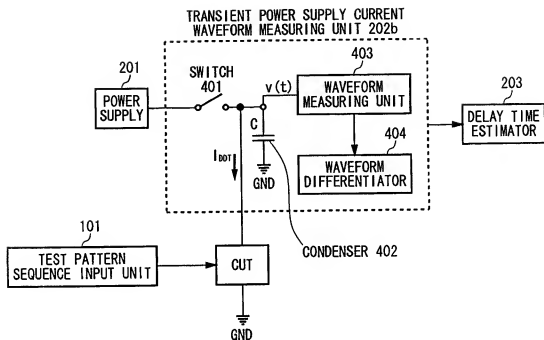 TRANSIENT POWER SUPPLY CURRENT
WAVEFORM MEASURING UNIT 202b
201
POWER
SUPPLY
SWITCH
401
V(t)
403
WAVEFORM
MEASURING UNIT
203
DELAY TIME
ESTIMATOR
C
IDDT
GND
404
WAVEFORM
DIFFERENTIATOR
CONDENSER 402
101
TEST PATTERN
SEQUENCE INPUT UNIT
CUT
GND